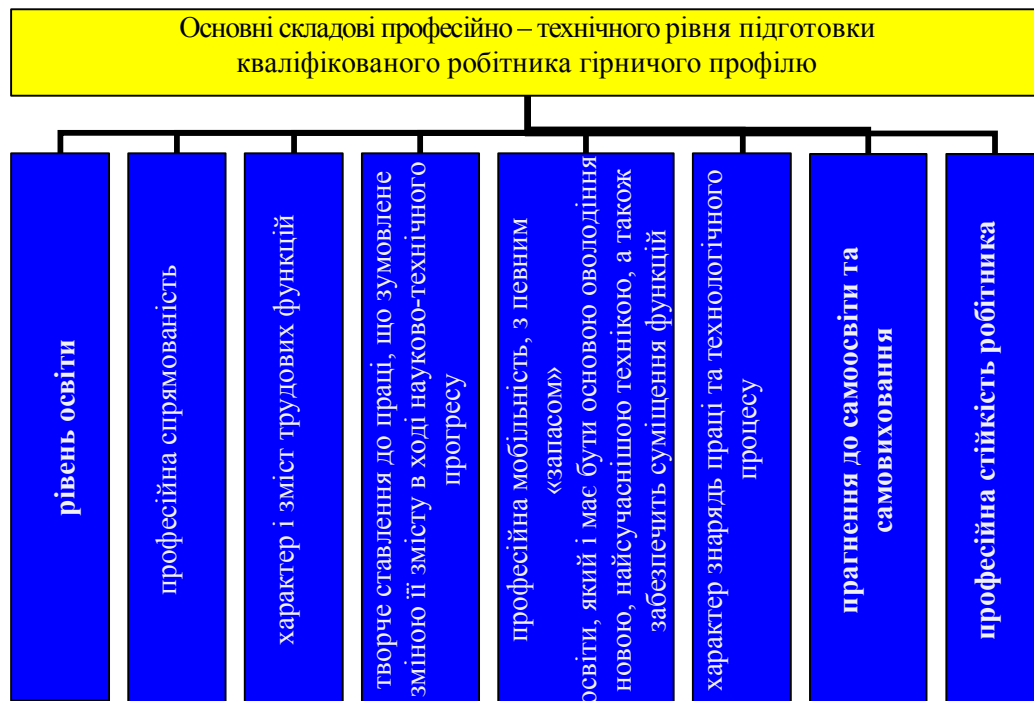 Основні складові професійно – технічного рівня підготовки
кваліфікованого робітника гірничого профілю
рівень освіти
професійна спрямованість
характер і зміст трудових функцій
творче ставлення до праці, що зумовлене
зміною її змісту в ході науково-технічного
прогресу
професійна мобільність, з певним
«запасом»
освіти, який і має бути основою оволодіння
новою, найсучаснішою технікою, а також
забезпечить суміщення функцій
характер знарядь праці та технологічного
процесу
прагнення до самоосвіти та
самовиховання
професійна стійкість робітника